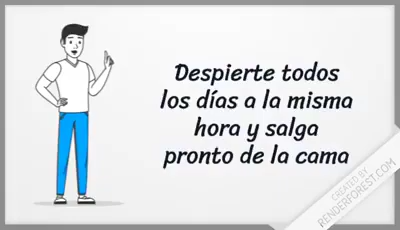 Despierte todos
los días a la misma
hora y salga
pronto de la cama
CREATED BY
RENDERFOREST.COM